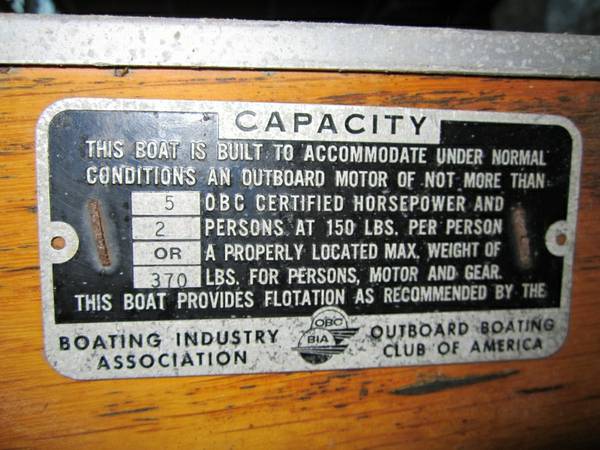 CAPACITY
THIS BOAT IS BUILT TO ACCOMMODATE UNDER NORMAL
CONDITIONS AN OUTBOARD MOTOR OF NOT MORE THAN
5 OBC CERTIFIED HORSEPOWER AND
2 PERSONS AT 150 LBS. PER PERSON
OR A PROPERLY LOCATED MAX. WEIGHT OF
370 LBS. FOR PERSONS, MOTOR AND GEAR.
THIS BOAT PROVIDES FLOTATION AS RECOMMENDED BY THE
BOATING INDUSTRY
ASSOCIATION
OBC
BIA
OUTBOARD BOATING
CLUB OF AMERICA